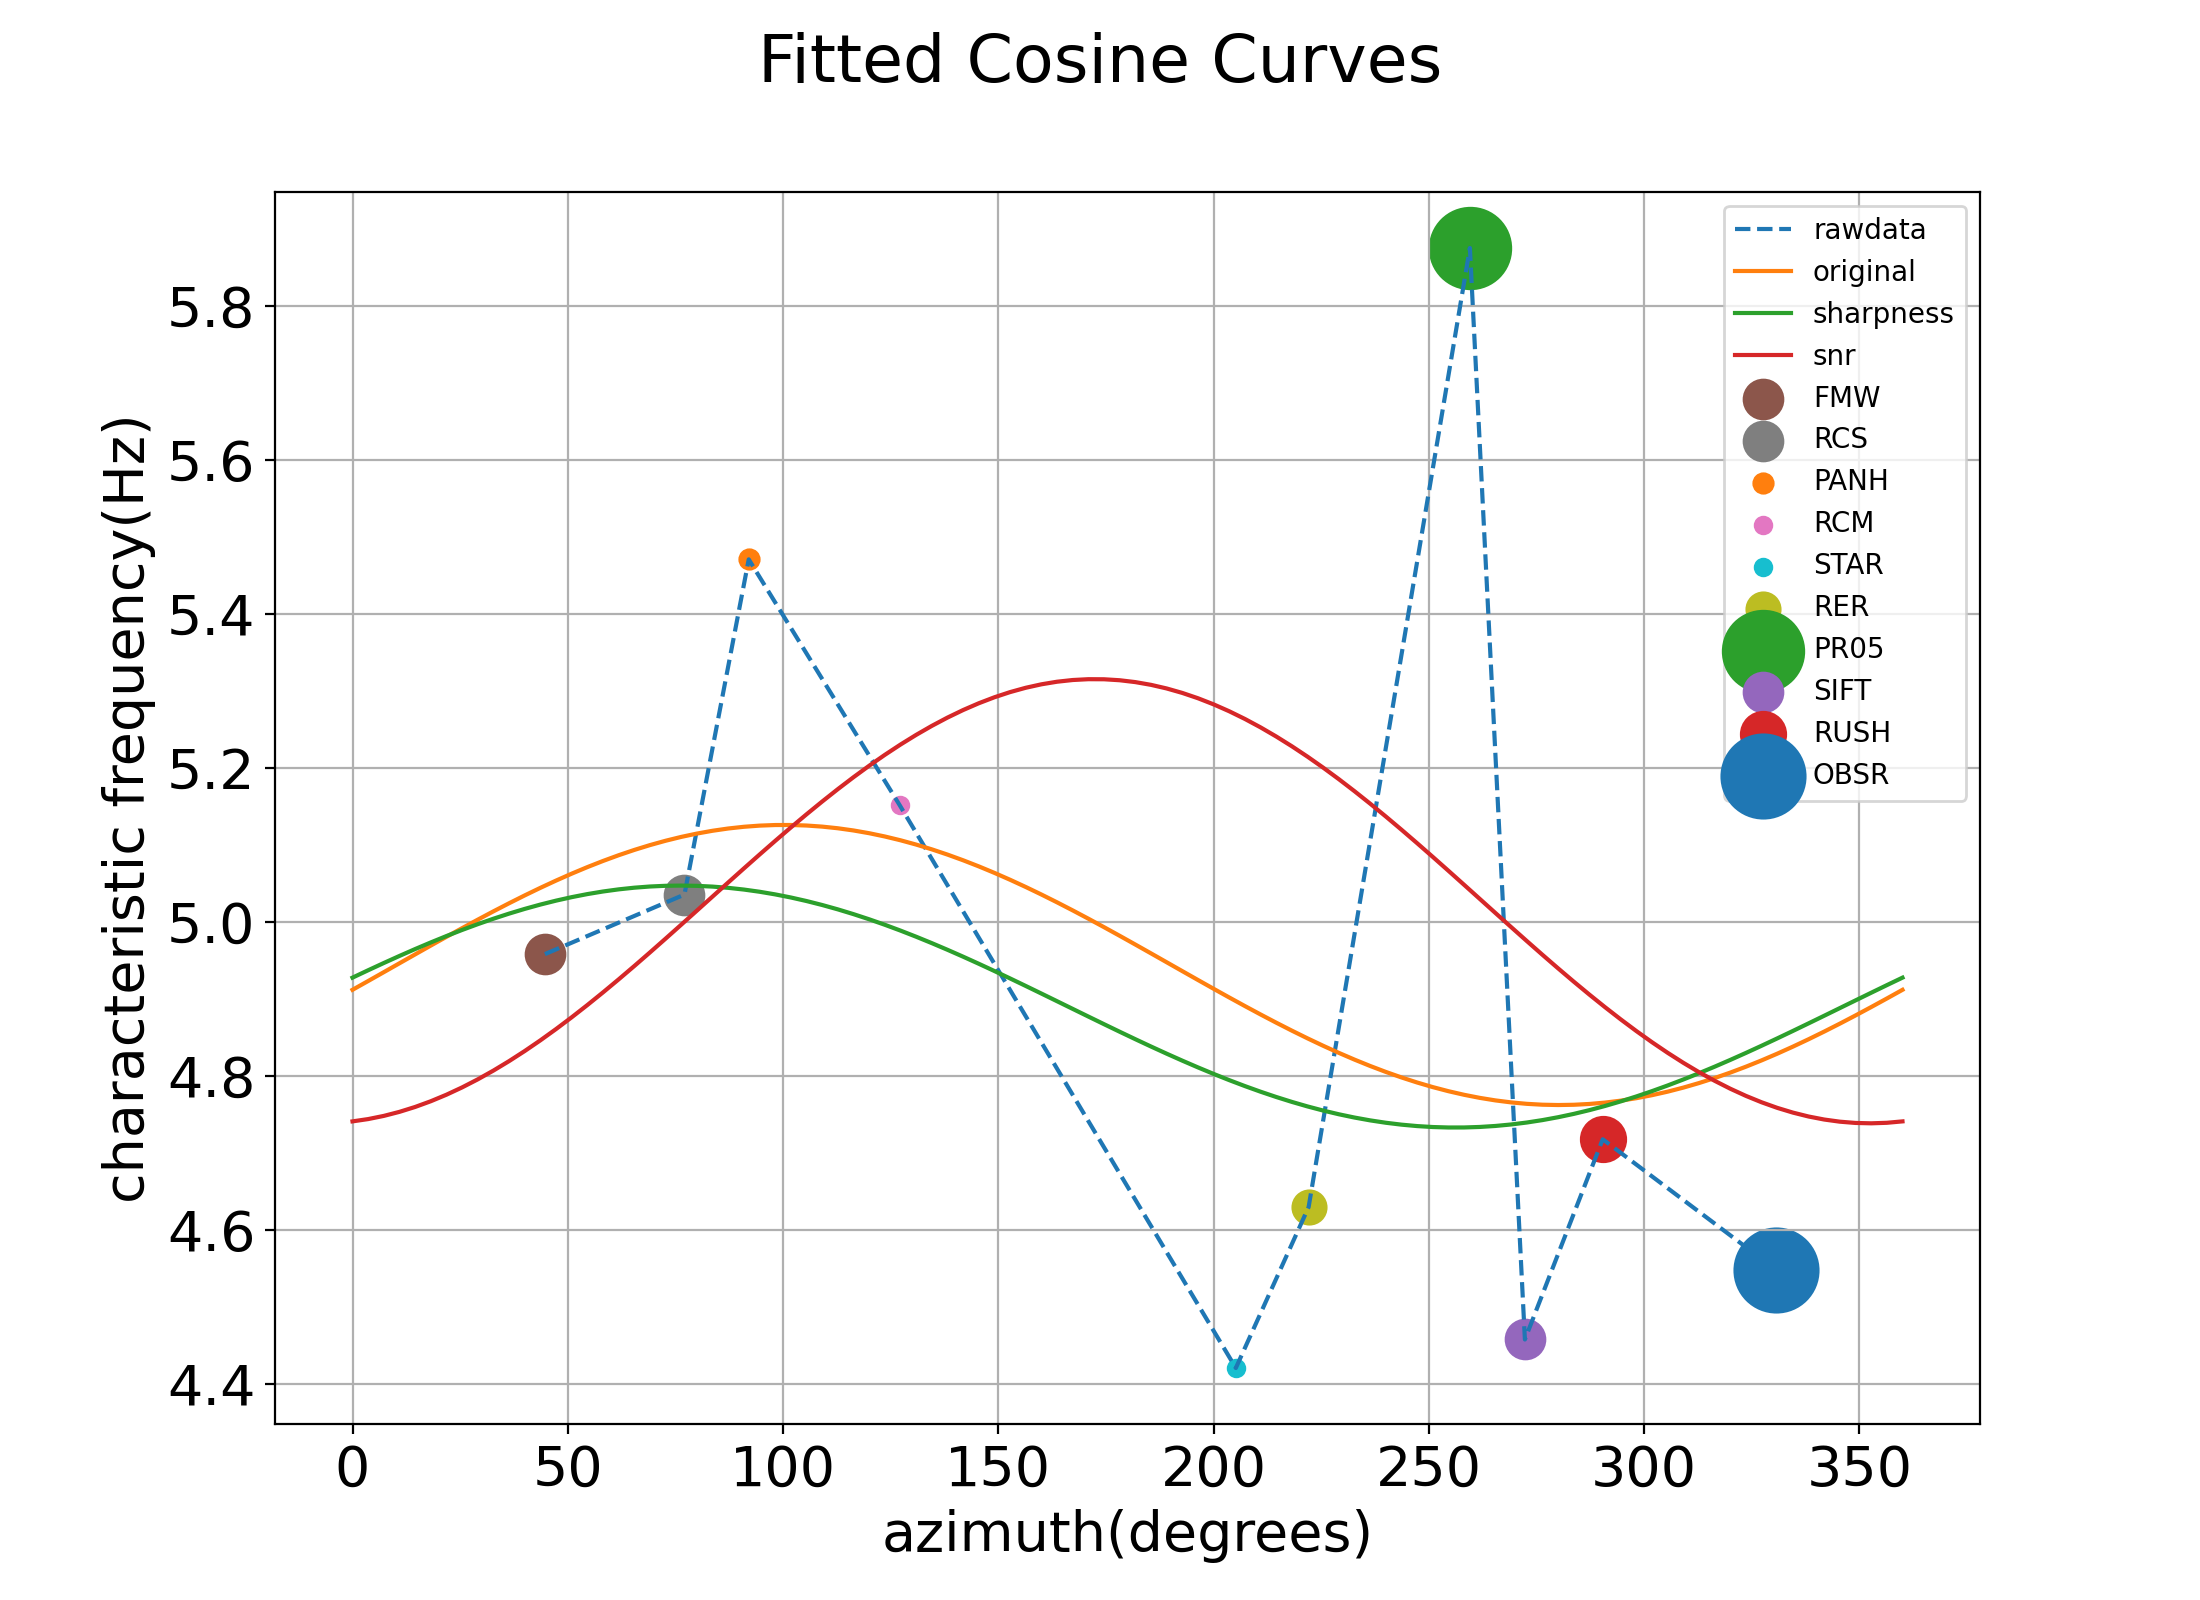 Fitted Cosine Curves
characteristic frequency(Hz)
5.8
5.6
5.4
5.2
5.0
4.8
4.6
4.4
rawdata
original
sharpness
snr
FMW
RCS
PANH
RCM
STAR
RER
PR05
SIFT
RUSH
OBSR
0 50 100 150 200 250 300 350
azimuth(degrees)